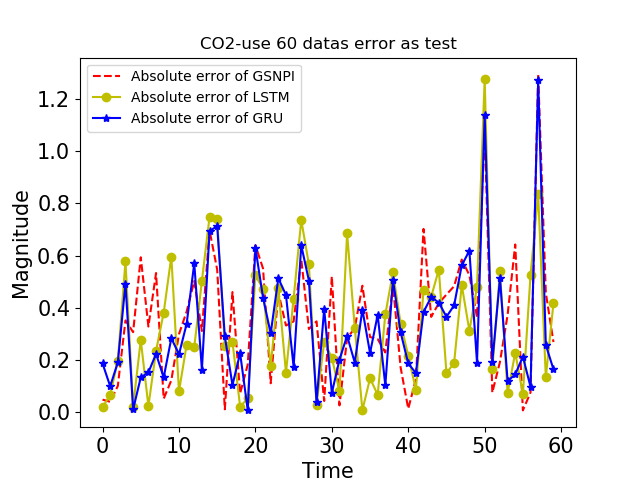 CO2-use 60 datas error as test
Absolute error of GSNPI
Absolute error of LSTM
Absolute error of GRU
Magnitude
1.2
1.0
0.8
0.6
0.4
0.2
0.0
0 10 20 30 40 50 60
Time